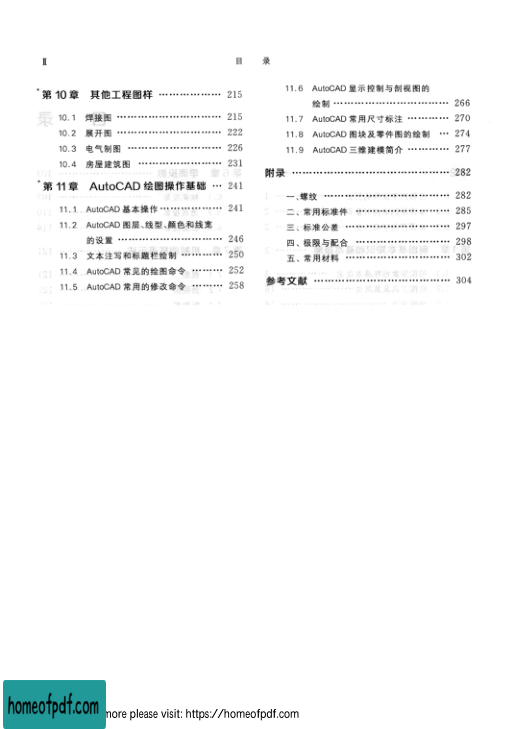 Ⅱ 目 录
*第10章 其他工程图样 ……………… 215
10.1 焊接图 ……………………… 215
10.2 展开图 ……………………… 222
10.3 电气制图 …………………… 226
10.4 房屋建筑图 ………………… 231
*第11章 AutoCAD 绘图操作基础 … 241
11.1 AutoCAD 基本操作 ……………… 241
11.2 AutoCAD 图层、线型、颜色和线宽
的设置 ……………………… 246
11.3 文本注写和标题栏绘制 ………… 250
11.4 AutoCAD 常见的绘图命令 ……… 252
11.5 AutoCAD 常用的修改命令 ……… 258
11.6 AutoCAD 显示控制与剖视图的
绘制 ……………………………… 266
11.7 AutoCAD 常用尺寸标注 ………… 270
11.8 AutoCAD 图块及零件图的绘制 … 274
11.9 AutoCAD 三维建模简介 ………… 277
附录 ………………………………………… 282
一、螺纹 ………………………………… 282
二、常用标准件 ………………………… 285
三、标准公差 …………………………… 297
四、极限与配合 ………………………… 298
五、常用材料 …………………………… 302
参考文献 …………………………………… 304
homeofpdf.com
more please visit: https://homeofpdf.com